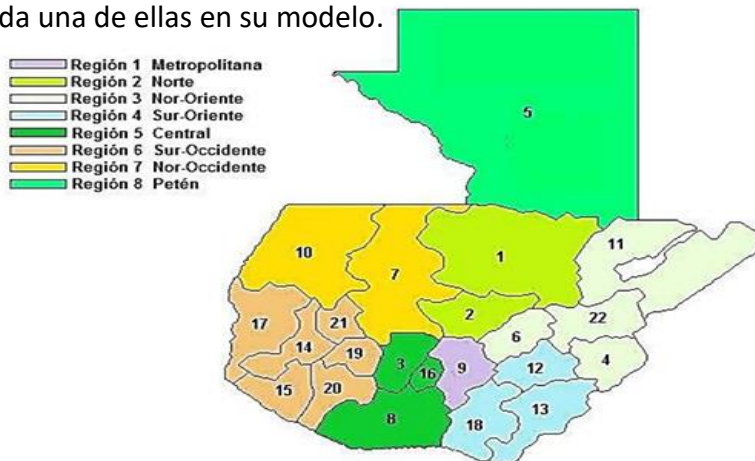 da una de ellas en su modelo.
Región 1 Metropolitana
Región 2 Norte
Región 3 Nor-Oriente
Región 4 Sur-Oriente
Región 5 Central
Región 6 Sur-Occidente
Región 7 Nor-Occidente
Región 8 Petén
5
11
10
1
7
2
22
17
21
6
14
19
3
9
12
4
16
15
20
13
8
18